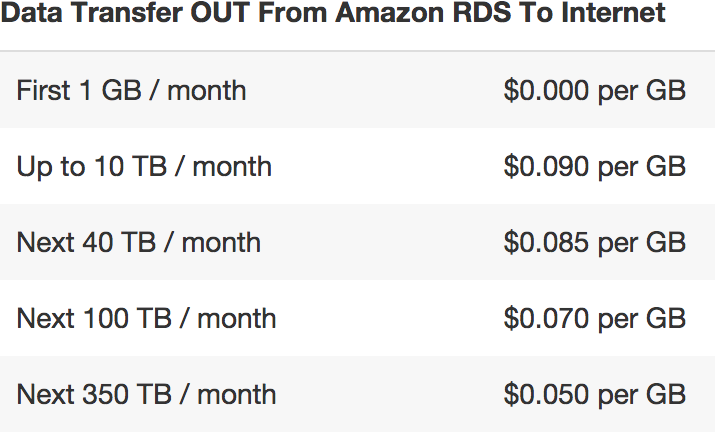 Data Transfer OUT From Amazon RDS To Internet
First 1 GB / month $0.000 per GB
Up to 10 TB / month $0.090 per GB
Next 40 TB / month $0.085 per GB
Next 100 TB / month $0.070 per GB
Next 350 TB / month $0.050 per GB